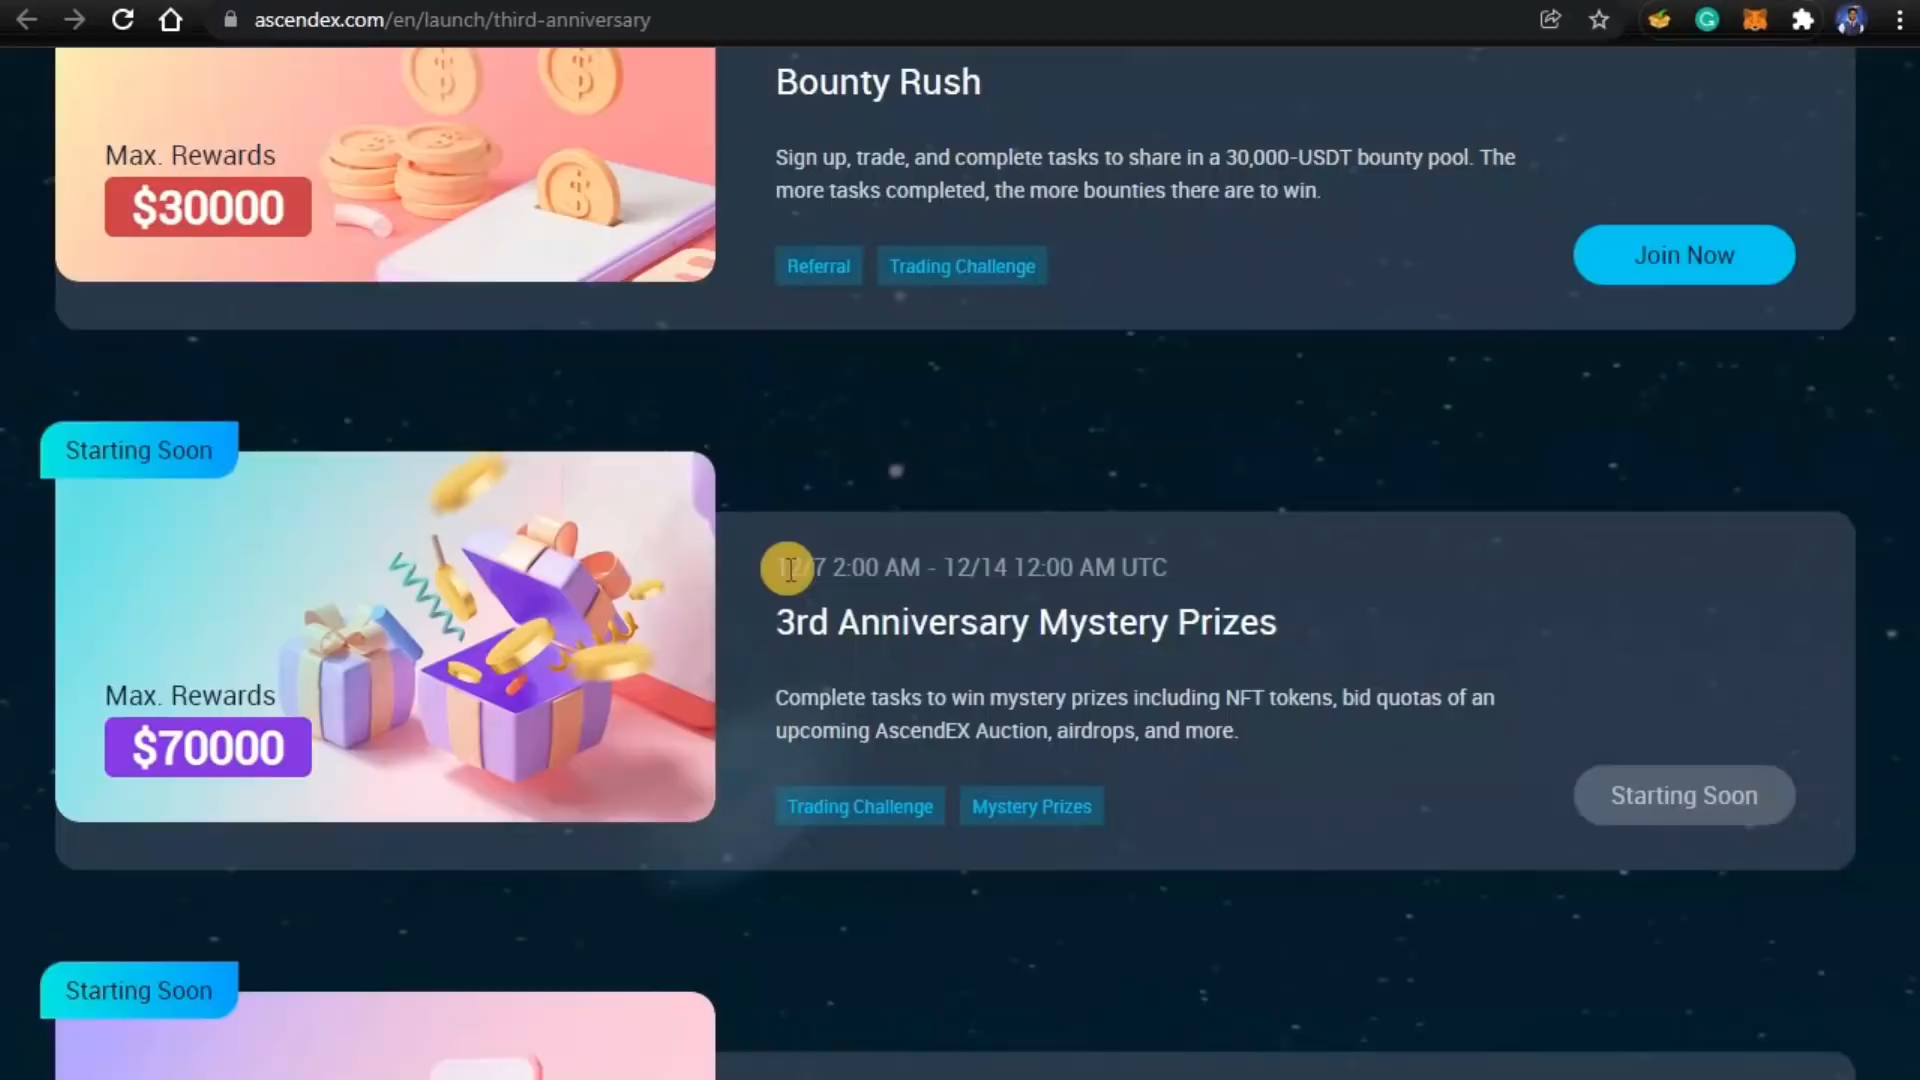 ascendex.com/en/launch/third-anniversary
Bounty Rush
Max. Rewards
$30000
Sign up, trade, and complete tasks to share in a 30,000-USDT bounty pool. The
more tasks completed, the more bounties there are to win.
Referral
Trading Challenge
Join Now
Starting Soon
12/7 2:00 AM - 12/14 12:00 AM UTC
3rd Anniversary Mystery Prizes
Max. Rewards
$70000
Complete tasks to win mystery prizes including NFT tokens, bid quotas of an
upcoming AscendEX Auction, airdrops, and more.
Trading Challenge
Mystery Prizes
Starting Soon
Starting Soon